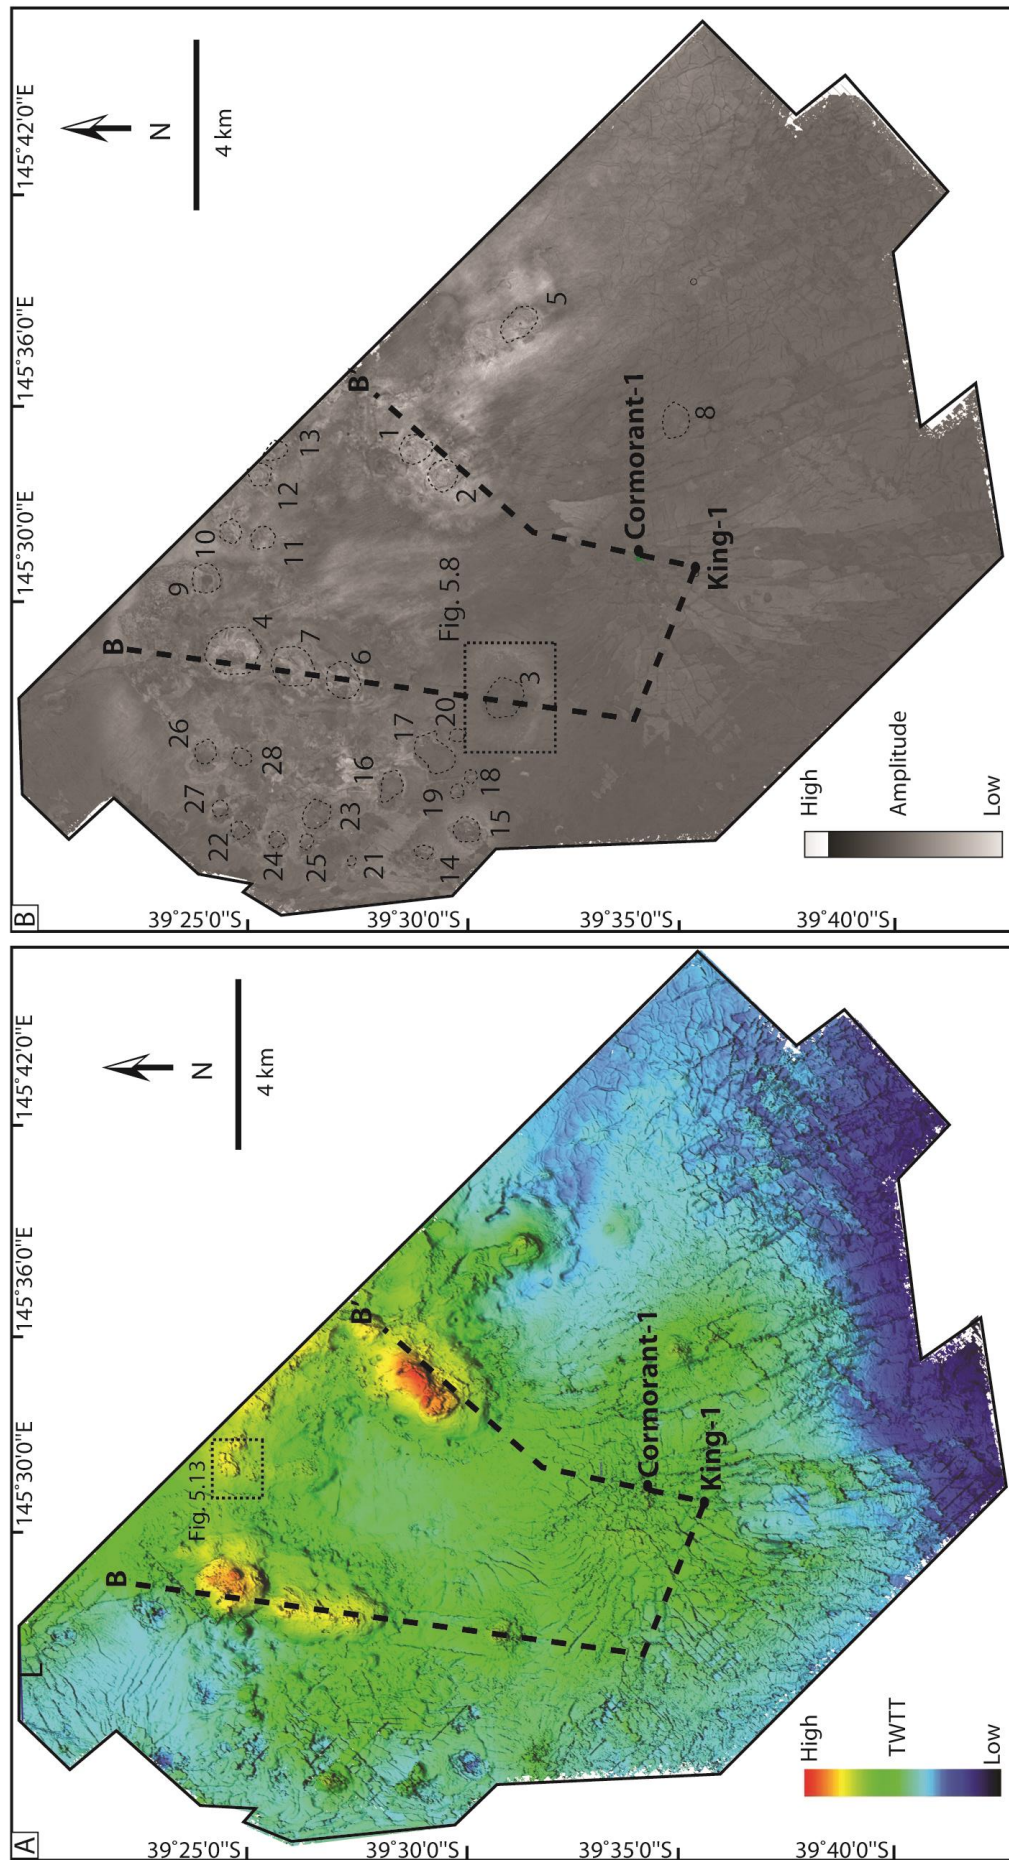 A
145°30'0"E
145°36'0"E
145°42'0"E
39°25'0"S
39°30'0"S
39°35'0"S
39°40'0"S
N
4 km
B
B'
Fig. 5.13
Cormorant-1
King-1
High
TWTT
Low
B
145°30'0"E
145°36'0"E
145°42'0"E
39°25'0"S
39°30'0"S
39°35'0"S
39°40'0"S
N
4 km
B
B'
26
27
28
22
24
25
23
21
14
15
16
17
18
19
20
9
10
11
12
13
4
7
6
3
1
2
5
8
Fig. 5.8
Cormorant-1
King-1
High
Amplitude
Low